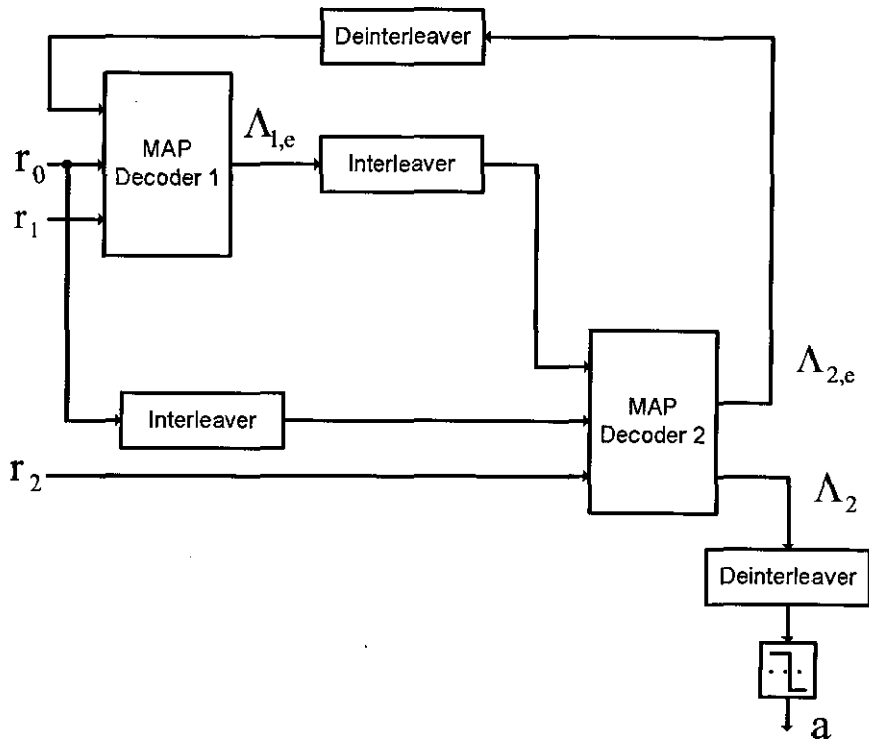 Deinterleaver
MAP
Decoder 1
Λ1,e
Interleaver
r0
r1
Interleaver
MAP
Decoder 2
Λ2,e
r2
Λ2
Deinterleaver
a